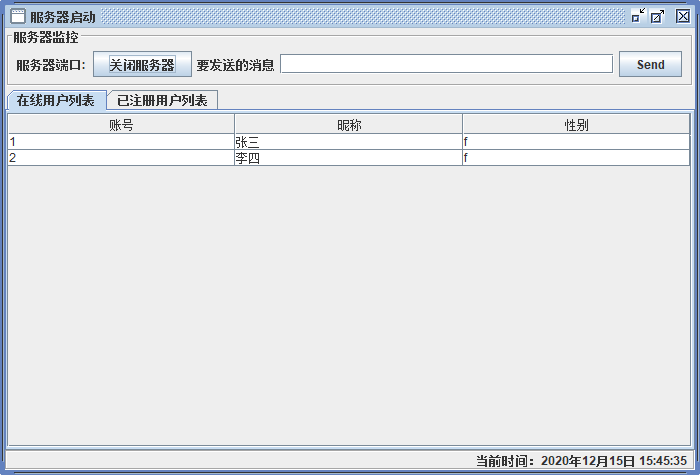 服务器启动
服务器监控
服务器端口: 关闭服务器 要发送的消息 Send
在线用户列表 已注册用户列表
账号 昵称 性别
1 张三 f
2 李四 f
当前时间：2020年12月15日 15:45:35